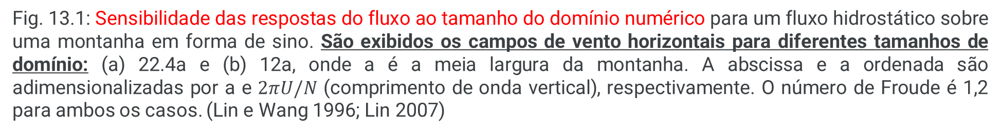 Fig. 13.1: Sensibilidade das respostas do fluxo ao tamanho do domínio numérico para um fluxo hidrostático sobre
uma montanha em forma de sino. São exibidos os campos de vento horizontais para diferentes tamanhos de
domínio: (a) 22.4a e (b) 12a, onde a é a meia largura da montanha. A abscissa e a ordenada são
adimensionalizadas por a e 2πU/N (comprimento de onda vertical), respectivamente. O número de Froude é 1,2
para ambos os casos. (Lin e Wang 1996; Lin 2007)